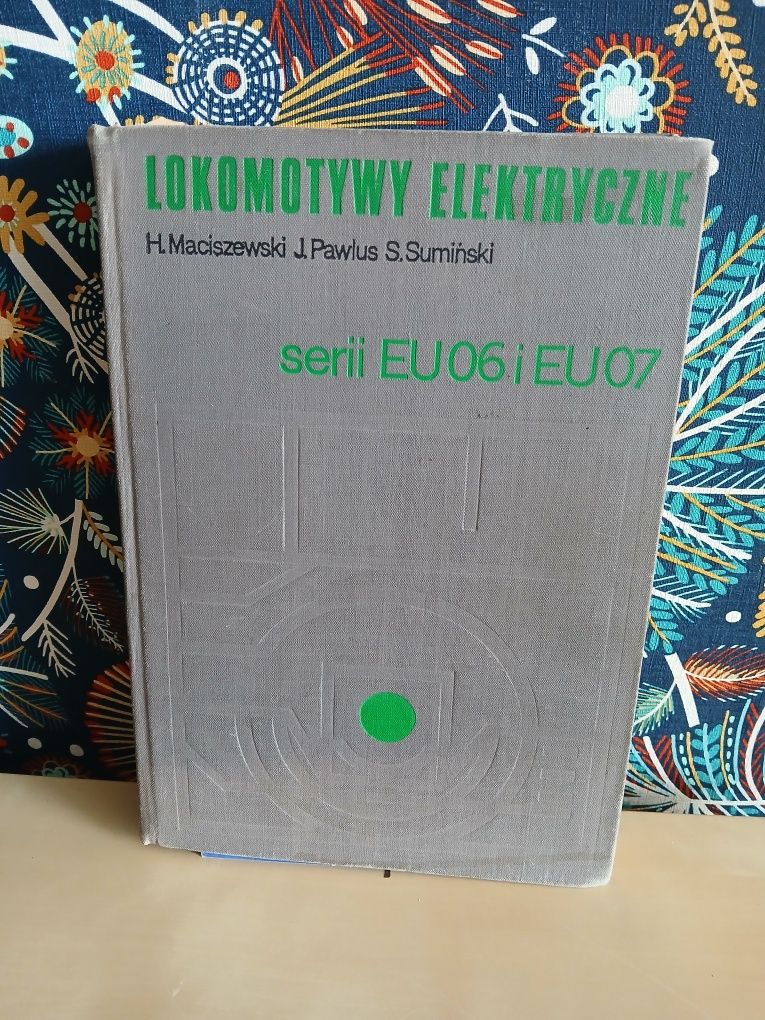 LOKOMOTYWY ELEKTRYCZNE
H. Maciszewski J. Pawlus S. Sumiński
serii EU 06 i EU 07